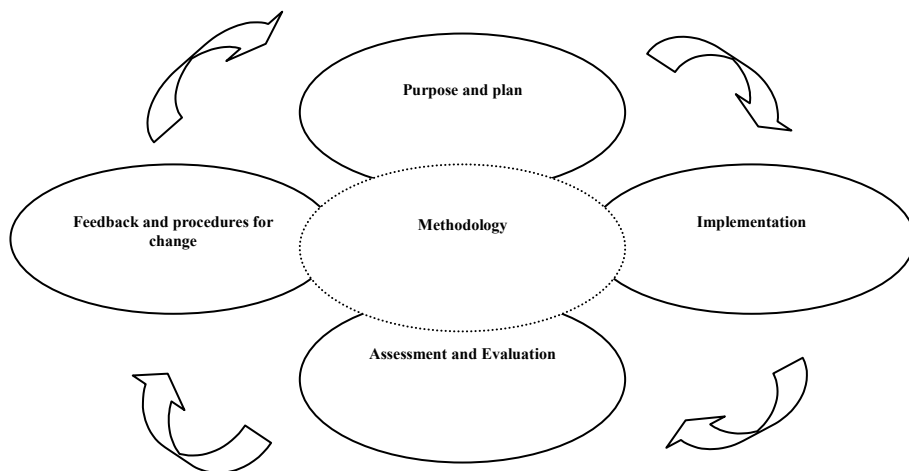 Purpose and plan
Feedback and procedures for
change
Methodology
Implementation
Assessment and Evaluation